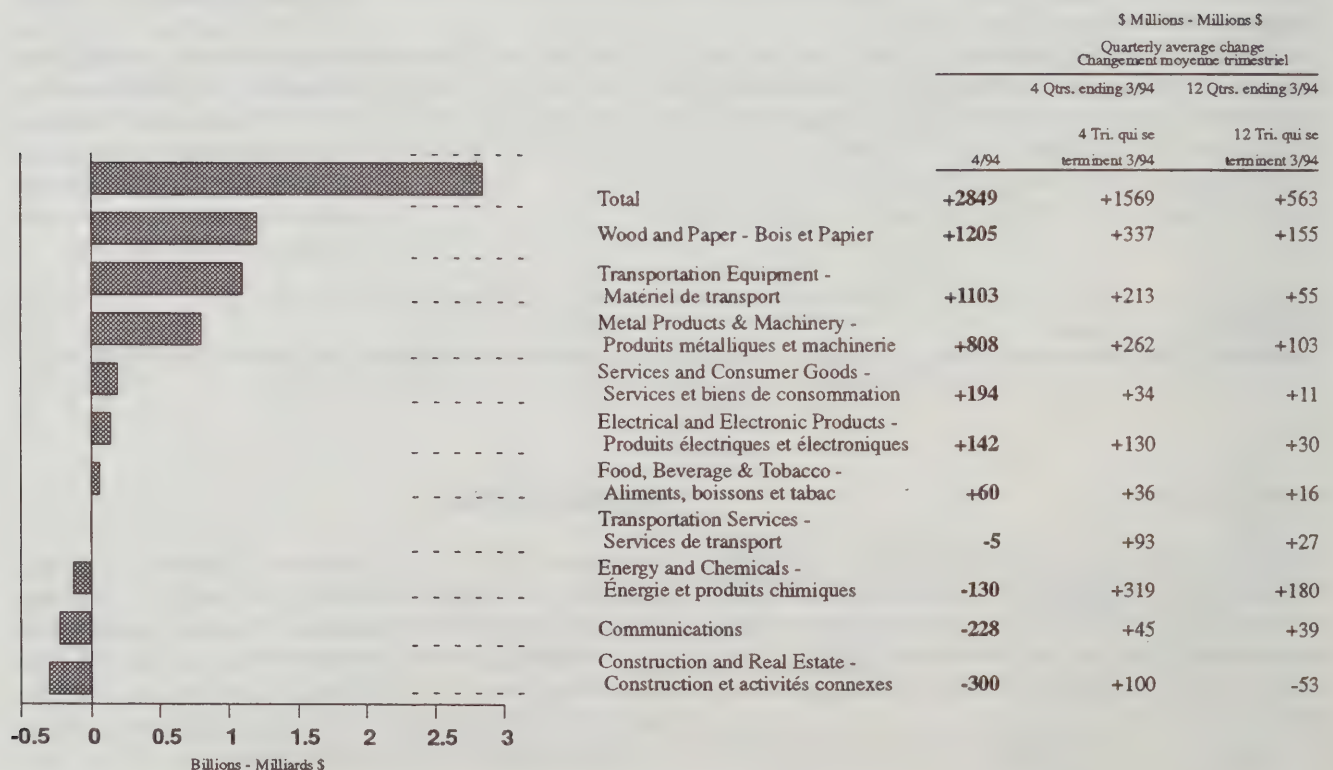 $ Millions - Millions $
Quarterly average change
Changement moyenne trimestriel
4 Qtrs. ending 3/94 12 Qtrs. ending 3/94
4 Tri. qui se 12 Tri. qui se
4/94 terminent 3/94 terminent 3/94
Total +2849 +1569 +563
Wood and Paper - Bois et Papier +1205 +337 +155
Transportation Equipment -
Matériel de transport +1103 +213 +55
Metal Products & Machinery -
Produits métalliques et machinerie +808 +262 +103
Services and Consumer Goods -
Services et biens de consommation +194 +34 +11
Electrical and Electronic Products -
Produits électriques et électroniques +142 +130 +30
Food, Beverage & Tobacco -
Aliments, boissons et tabac +60 +36 +16
Transportation Services -
Services de transport -5 +93 +27
Energy and Chemicals -
Énergie et produits chimiques -130 +319 +180
Communications -228 +45 +39
Construction and Real Estate -
Construction et activités connexes -300 +100 -53
-0.5 0 0.5 1 1.5 2 2.5 3
Billions - Milliards $